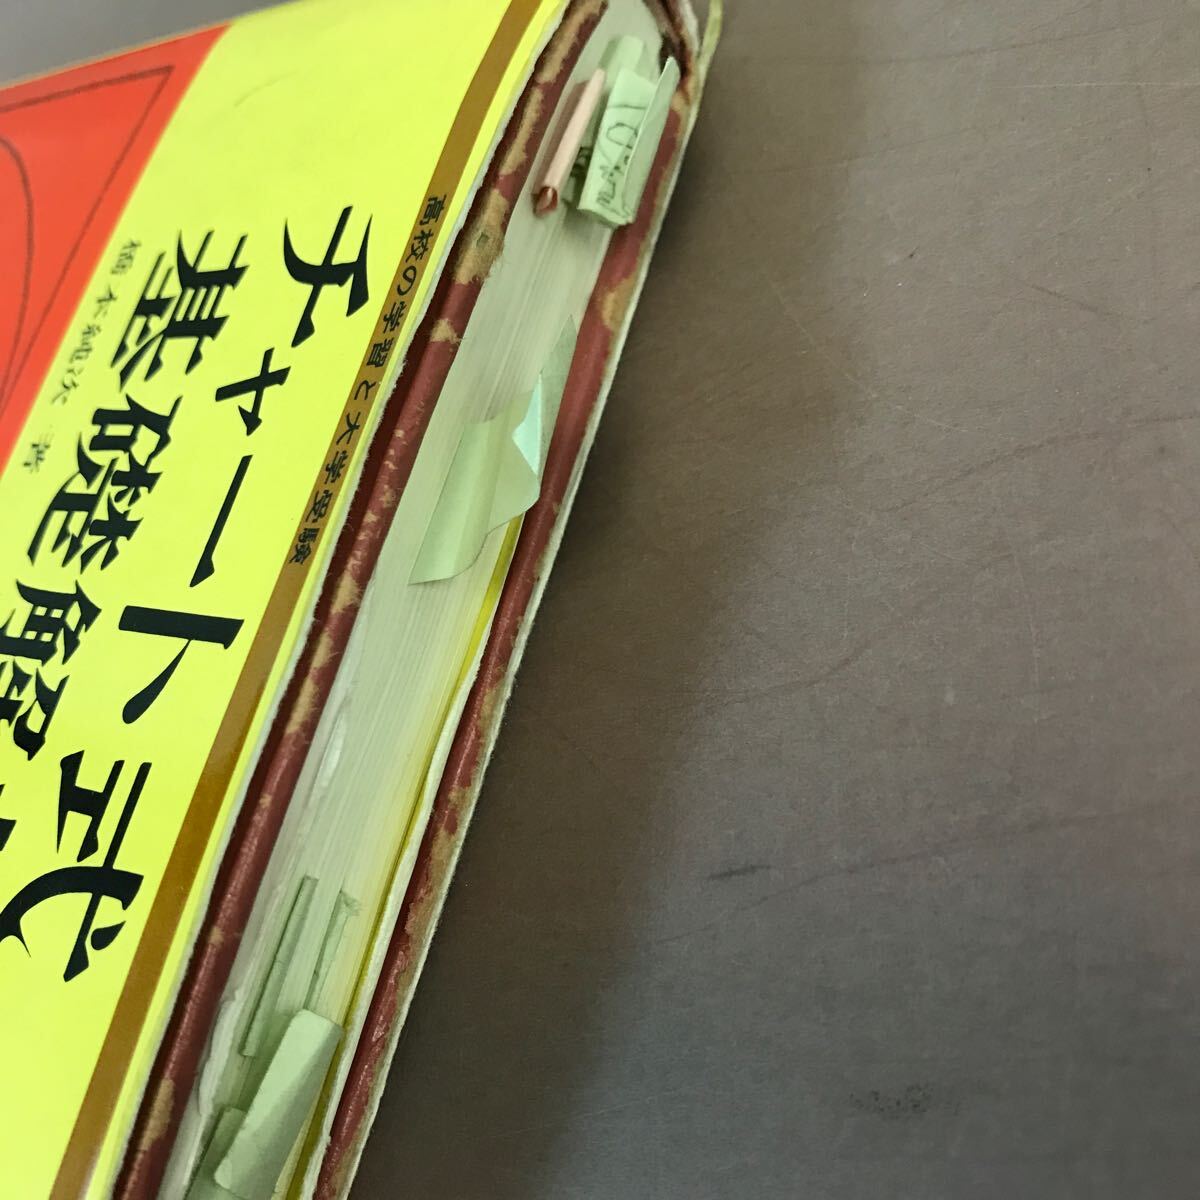 高校の学習と大学受験
チャート式
基礎解
橋本純次 著